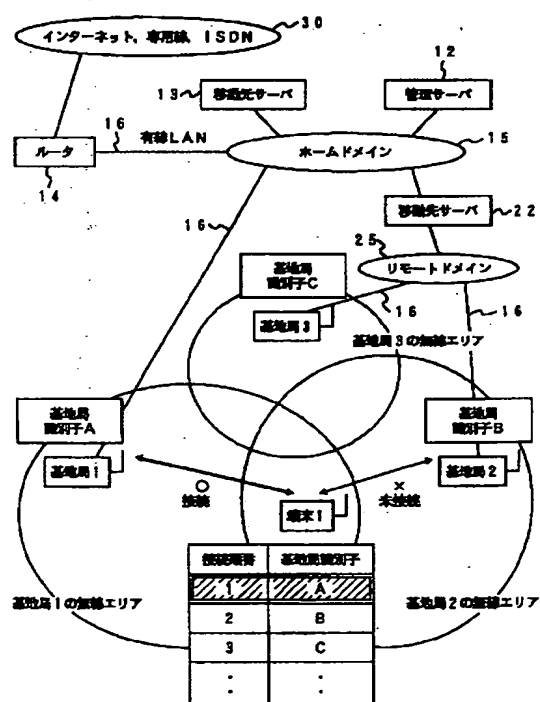 インターネット、専用線、ISDN
30
12
13
移動先サーバ
管理サーバ
16
有線LAN
15
ルータ
ホームドメイン
14
16
移動先サーバ
22
25
基地局
識別子C
リモートドメイン
16
16
基地局3
基地局3の無線エリア
基地局
識別子A
基地局
識別子B
基地局1
基地局2
○
接続
×
未接続
端末1
接続順番 基地局識別子
1 A
基地局1の無線エリア
基地局2の無線エリア
2 B
3 C